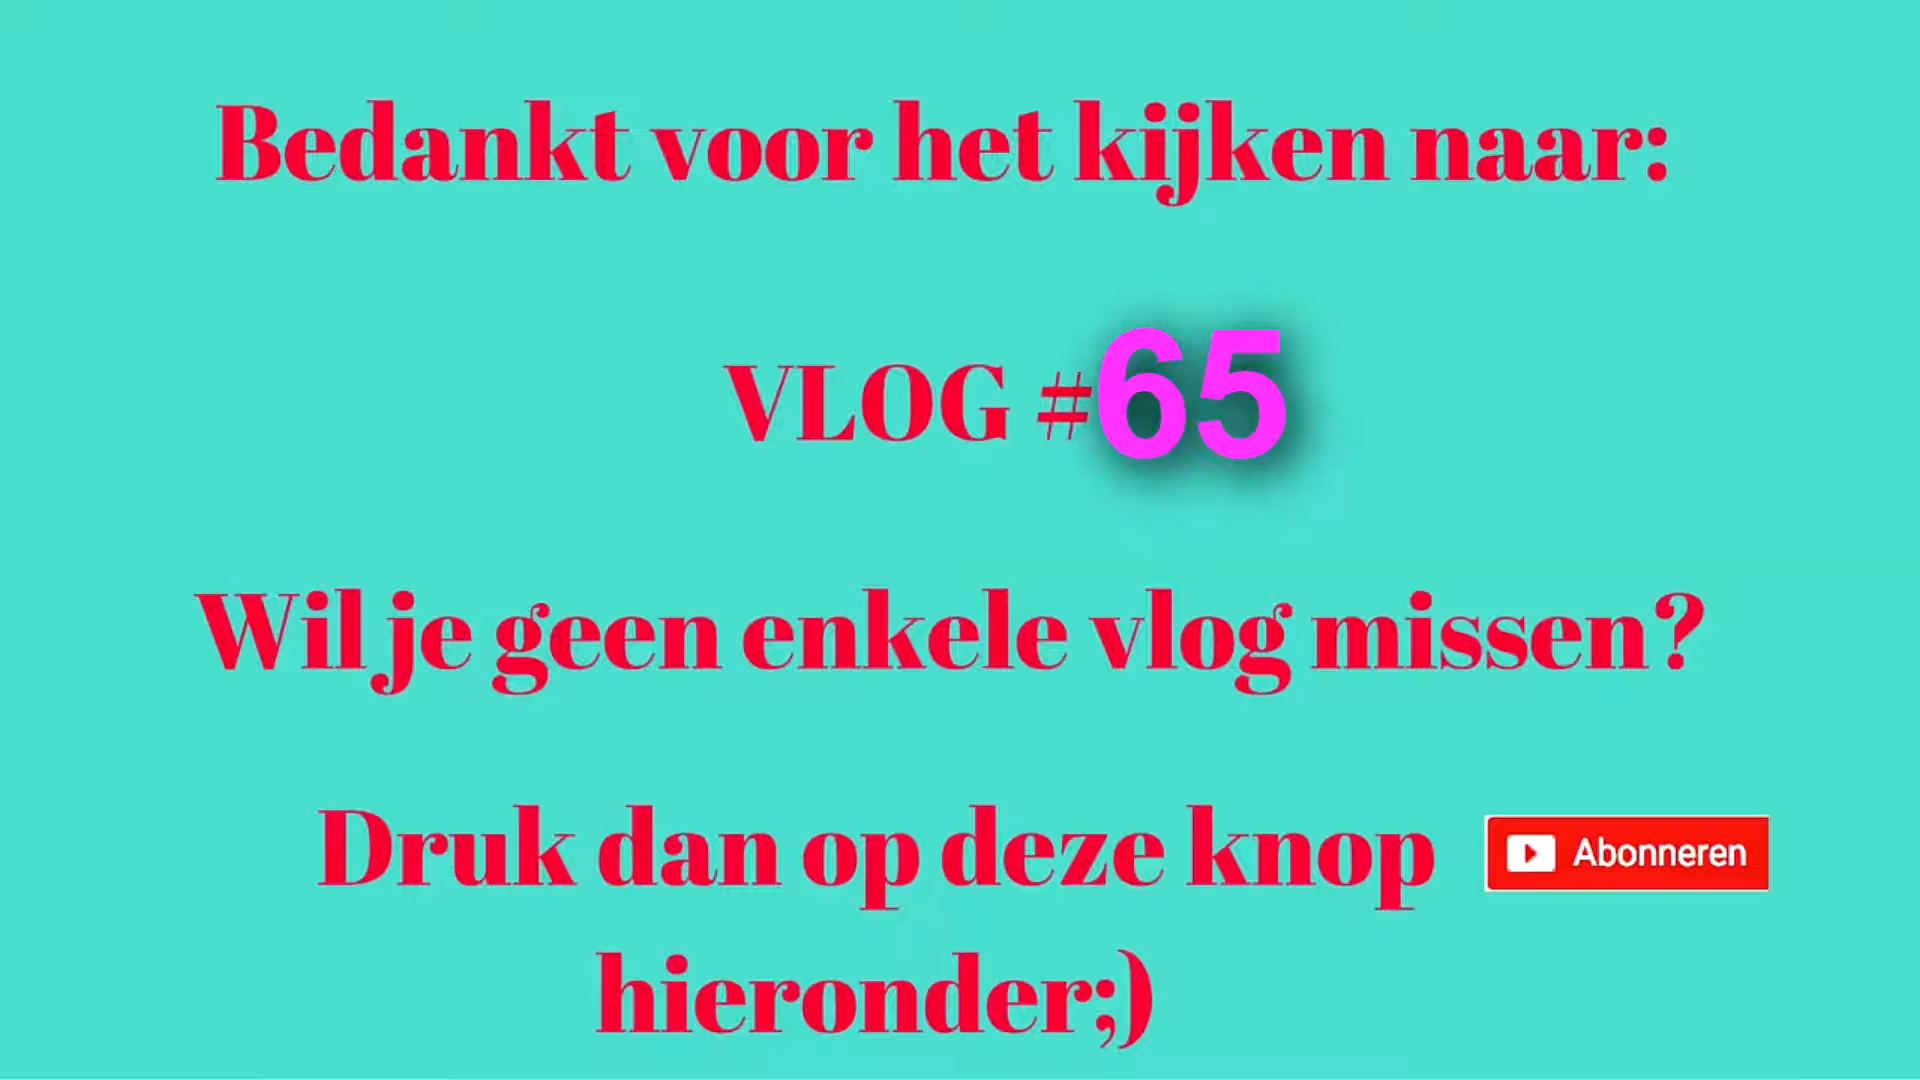 Bedankt voor het kijken naar:
VLOG #65
Wil je geen enkele vlog missen?
Druk dan op deze knop Abonneren
hieronder;)